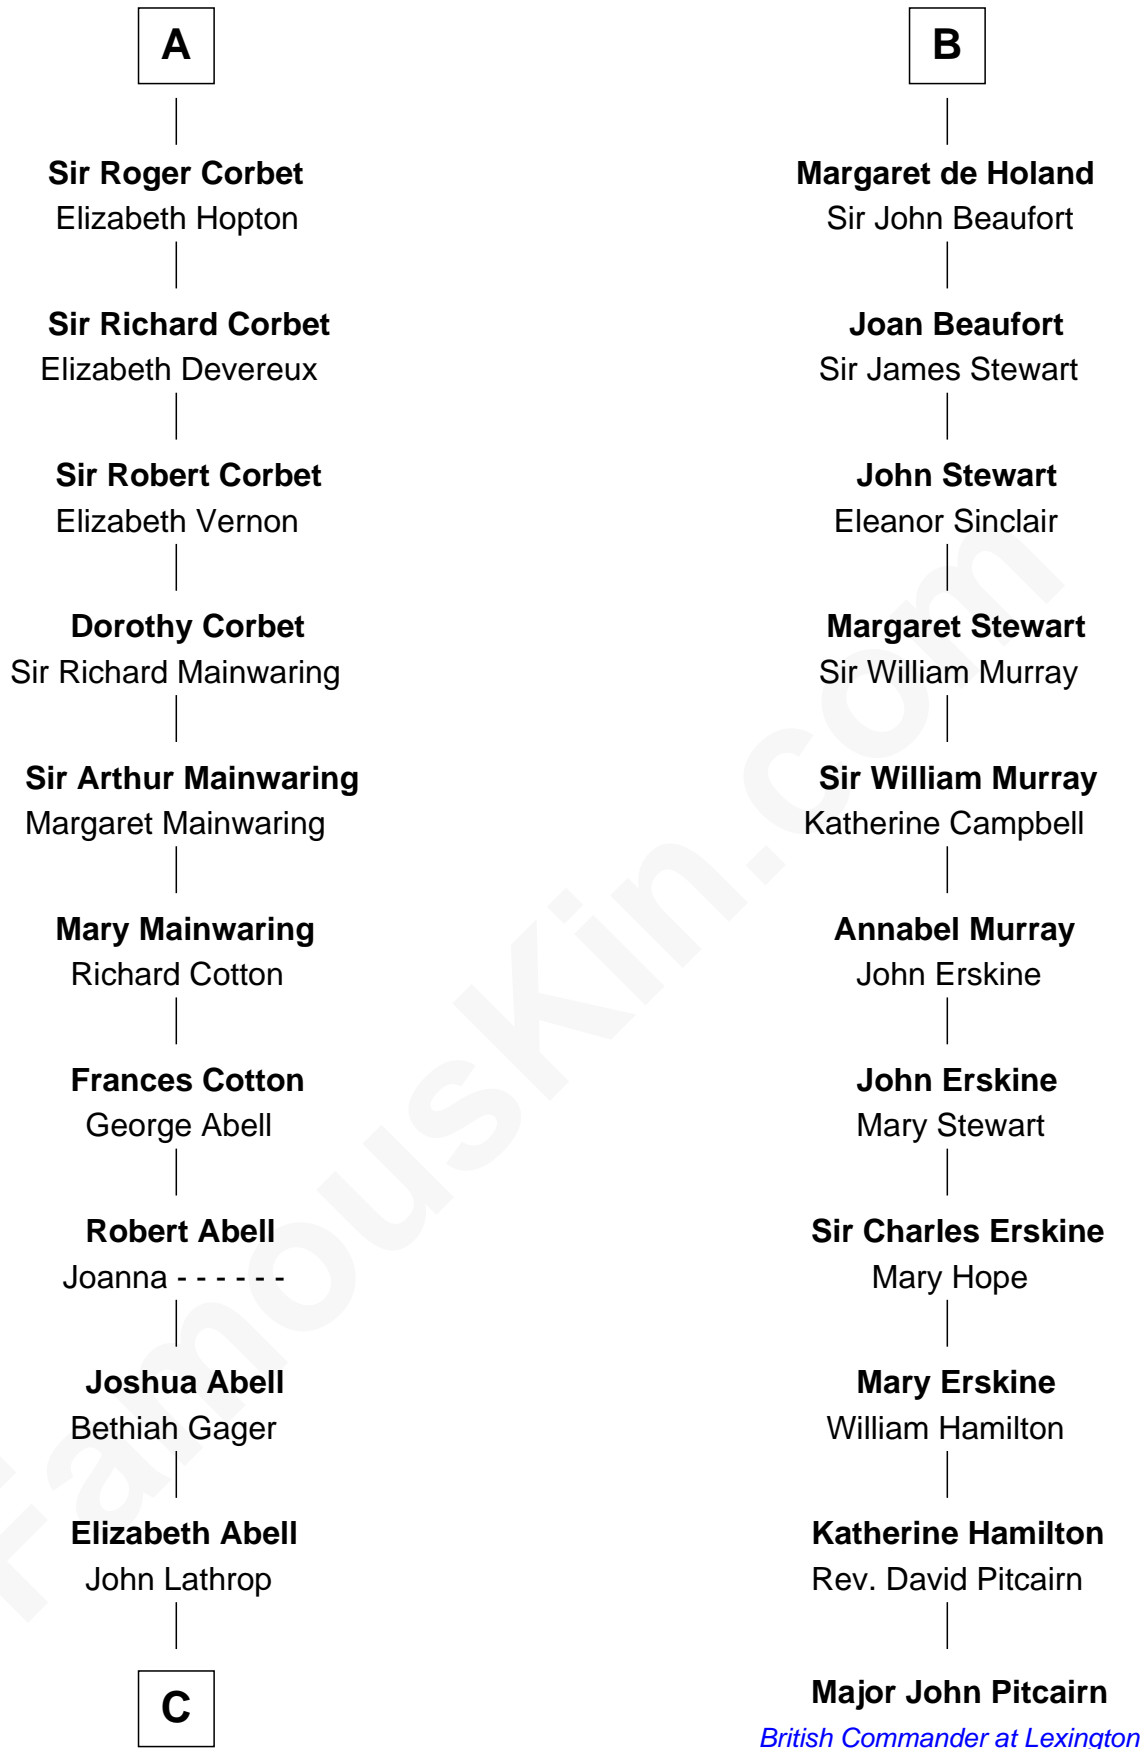 A
Sir Roger Corbet
Elizabeth Hopton
Sir Richard Corbet
Elizabeth Devereux
Sir Robert Corbet
Elizabeth Vernon
Dorothy Corbet
Sir Richard Mainwaring
Sir Arthur Mainwaring
Margaret Mainwaring
Mary Mainwaring
Richard Cotton
Frances Cotton
George Abell
Robert Abell
Joanna - - - - - -
Joshua Abell
Bethiah Gager
Elizabeth Abell
John Lathrop
C
B
Margaret de Holand
Sir John Beaufort
Joan Beaufort
Sir James Stewart
John Stewart
Eleanor Sinclair
Margaret Stewart
Sir William Murray
Sir William Murray
Katherine Campbell
Annabel Murray
John Erskine
John Erskine
Mary Stewart
Sir Charles Erskine
Mary Hope
Mary Erskine
William Hamilton
Katherine Hamilton
Rev. David Pitcairn
Major John Pitcairn
British Commander at Lexington
FamousKin.com